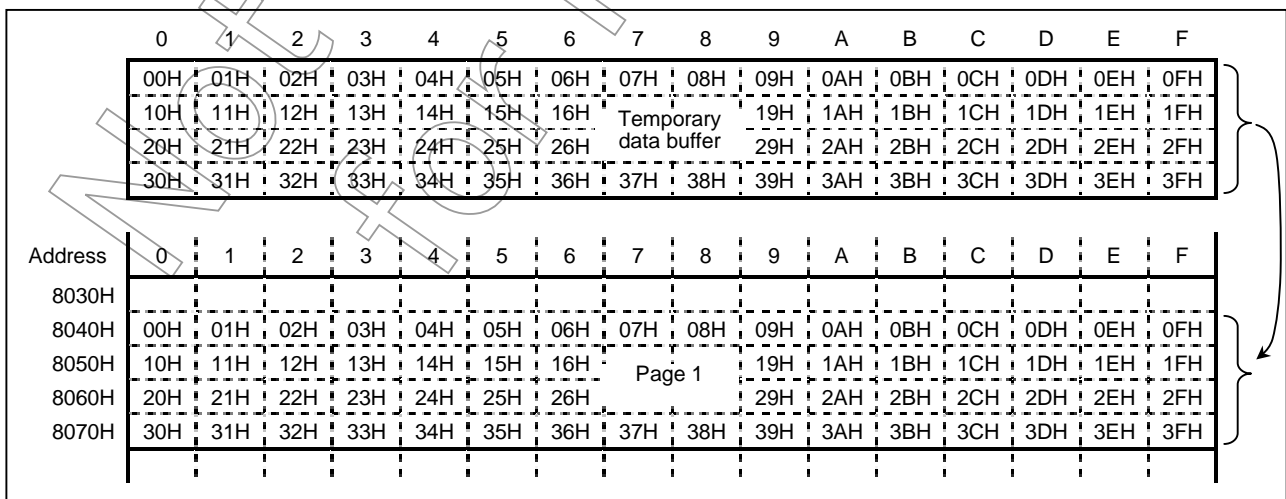 0 1 2 3 4 5 6 7 8 9 A B C D E F
00H 01H 02H 03H 04H 05H 06H 07H 08H 09H 0AH 0BH 0CH 0DH 0EH 0FH
10H 11H 12H 13H 14H 15H 16H Temporary 19H 1AH 1BH 1CH 1DH 1EH 1FH
20H 21H 22H 23H 24H 25H 26H data buffer 29H 2AH 2BH 2CH 2DH 2EH 2FH
30H 31H 32H 33H 34H 35H 36H 37H 38H 39H 3AH 3BH 3CH 3DH 3EH 3FH
Address 0 1 2 3 4 5 6 7 8 9 A B C D E F
8030H
8040H 00H 01H 02H 03H 04H 05H 06H 07H 08H 09H 0AH 0BH 0CH 0DH 0EH 0FH
8050H 10H 11H 12H 13H 14H 15H 16H Page 1 19H 1AH 1BH 1CH 1DH 1EH 1FH
8060H 20H 21H 22H 23H 24H 25H 26H 29H 2AH 2BH 2CH 2DH 2EH 2FH
8070H 30H 31H 32H 33H 34H 35H 36H 37H 38H 39H 3AH 3BH 3CH 3DH 3EH 3FH
Not
for